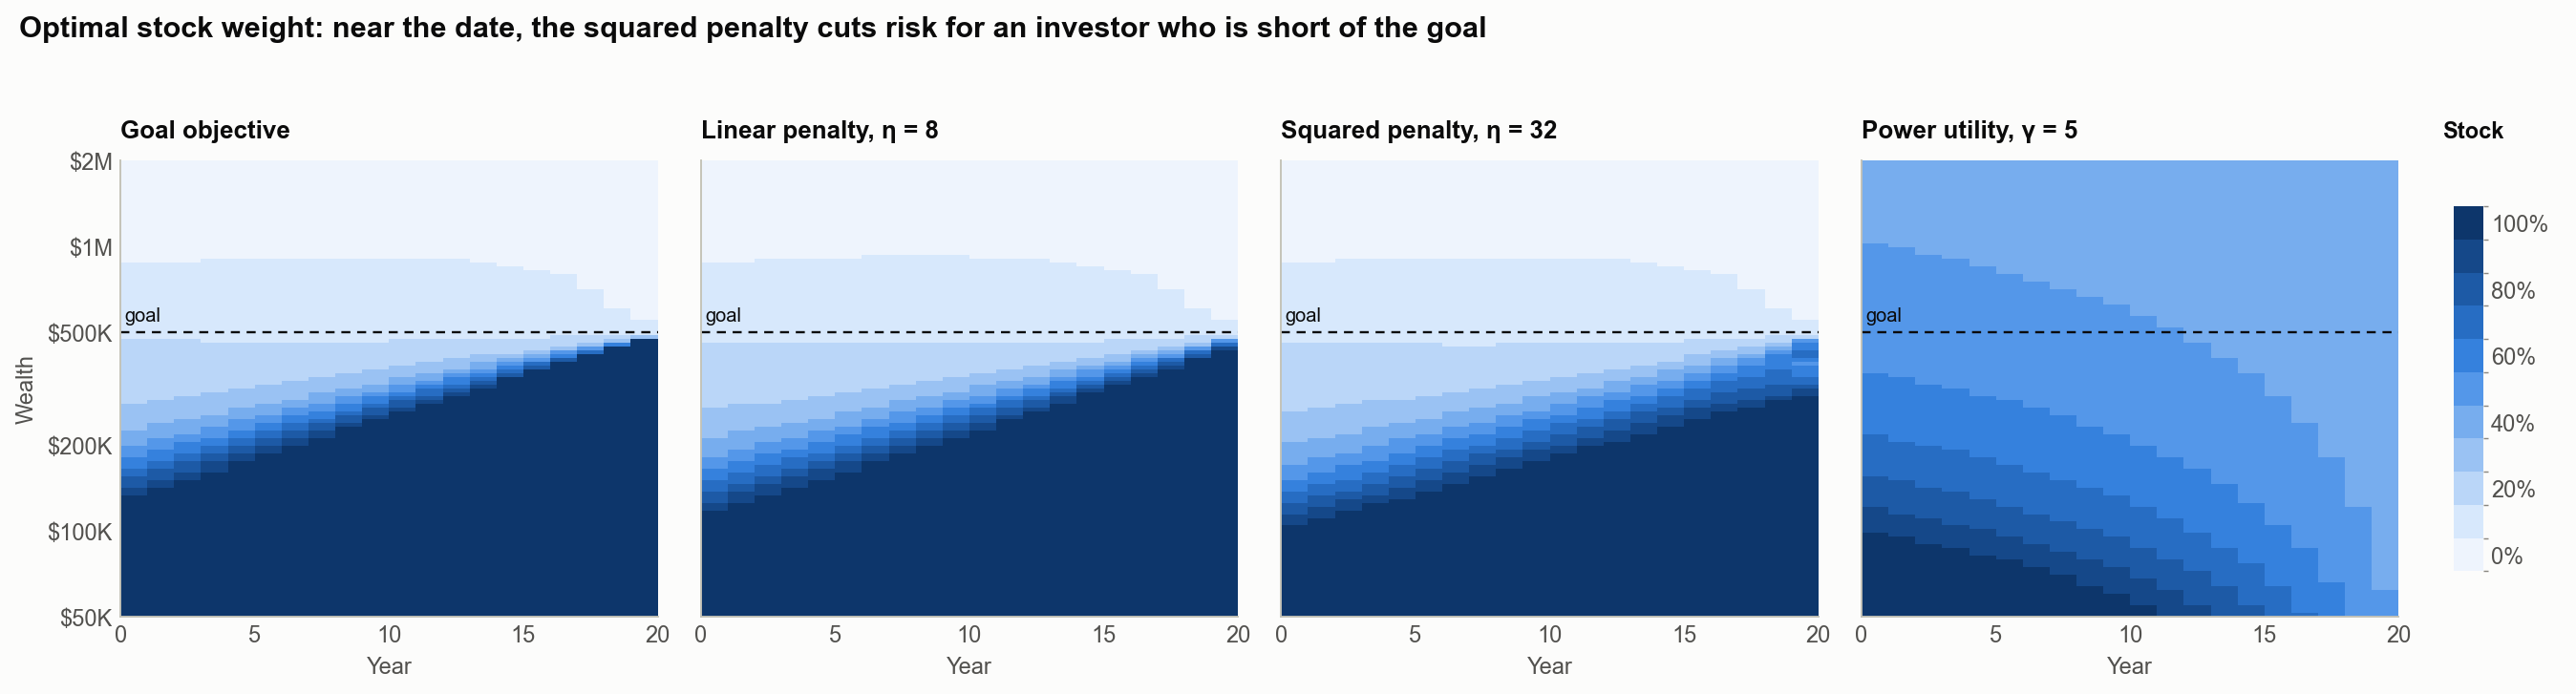 Optimal stock weight: near the date, the squared penalty cuts risk for an investor who is short of the goal
Goal objective
Linear penalty, η = 8
Squared penalty, η = 32
Power utility, γ = 5
Stock
$2M
$1M
$500K
$200K
$100K
$50K
Wealth
goal
goal
goal
goal
100%
80%
60%
40%
20%
0%
0 5 10 15 20
0 5 10 15 20
0 5 10 15 20
0 5 10 15 20
Year
Year
Year
Year